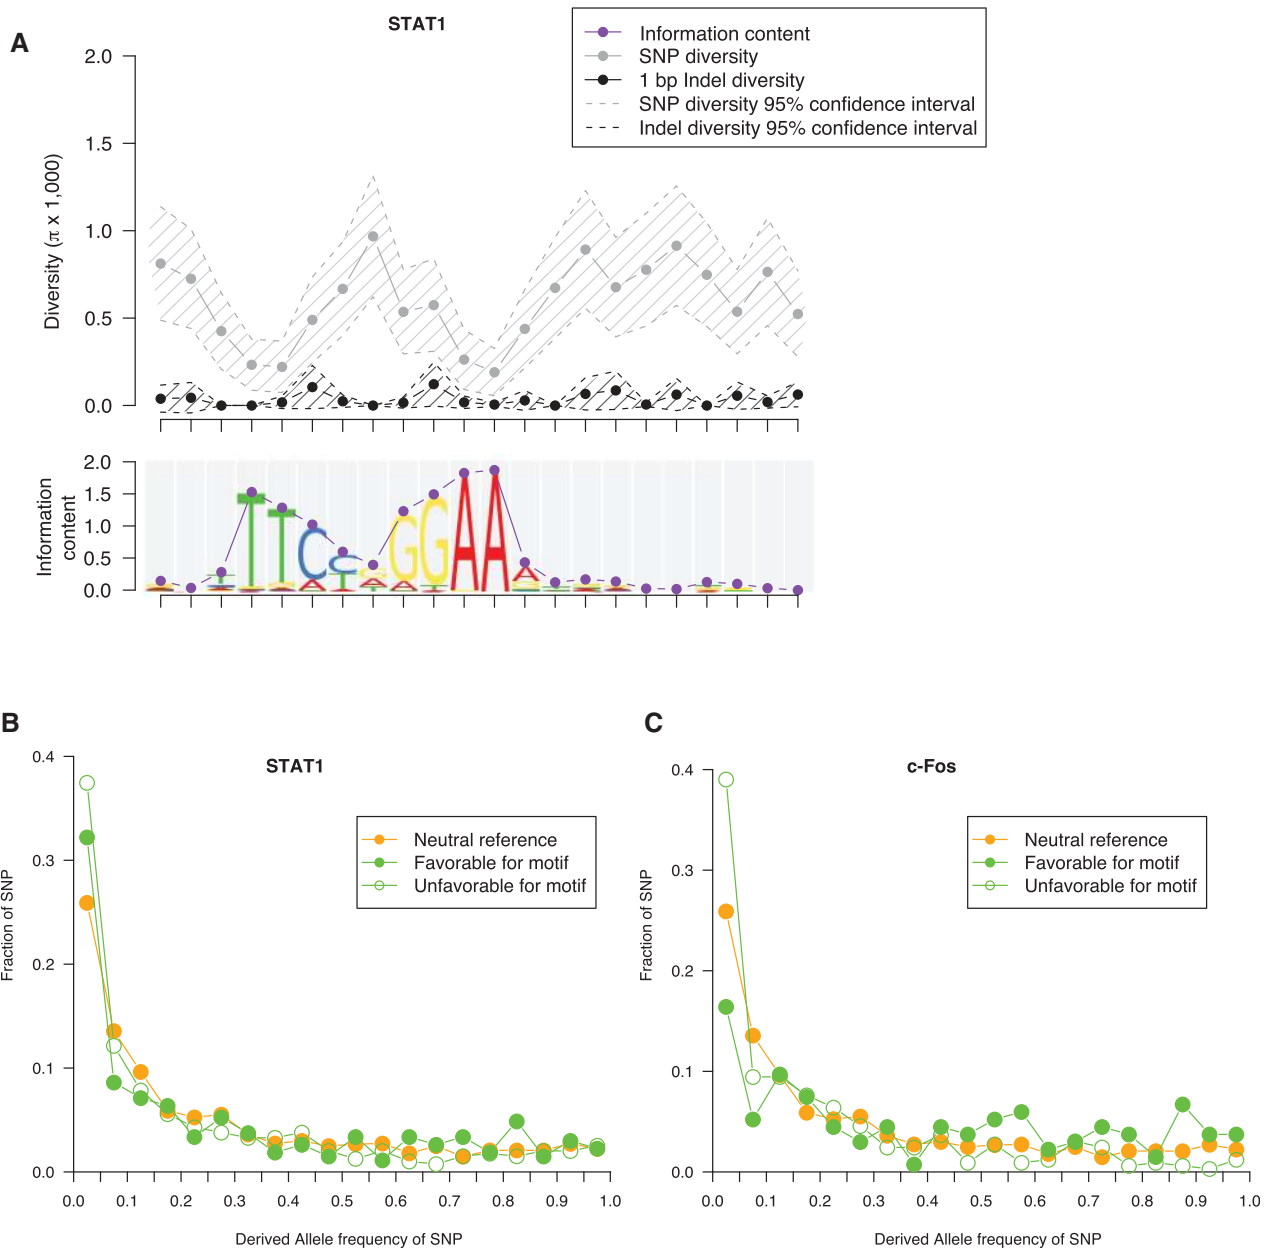 A
STAT1
Information content
SNP diversity
1 bp Indel diversity
SNP diversity 95% confidence interval
Indel diversity 95% confidence interval
Diversity (π x 1,000)
2.0
1.5
1.0
0.5
0.0
Information
content
2.0
1.5
1.0
0.5
0.0
T T C C G G A A A
B
STAT1
Neutral reference
Favorable for motif
Unfavorable for motif
Fraction of SNP
0.4
0.3
0.2
0.1
0.0
0.0 0.1 0.2 0.3 0.4 0.5 0.6 0.7 0.8 0.9 1.0
Derived Allele frequency of SNP
C
c-Fos
Neutral reference
Favorable for motif
Unfavorable for motif
Fraction of SNP
0.4
0.3
0.2
0.1
0.0
0.0 0.1 0.2 0.3 0.4 0.5 0.6 0.7 0.8 0.9 1.0
Derived Allele frequency of SNP